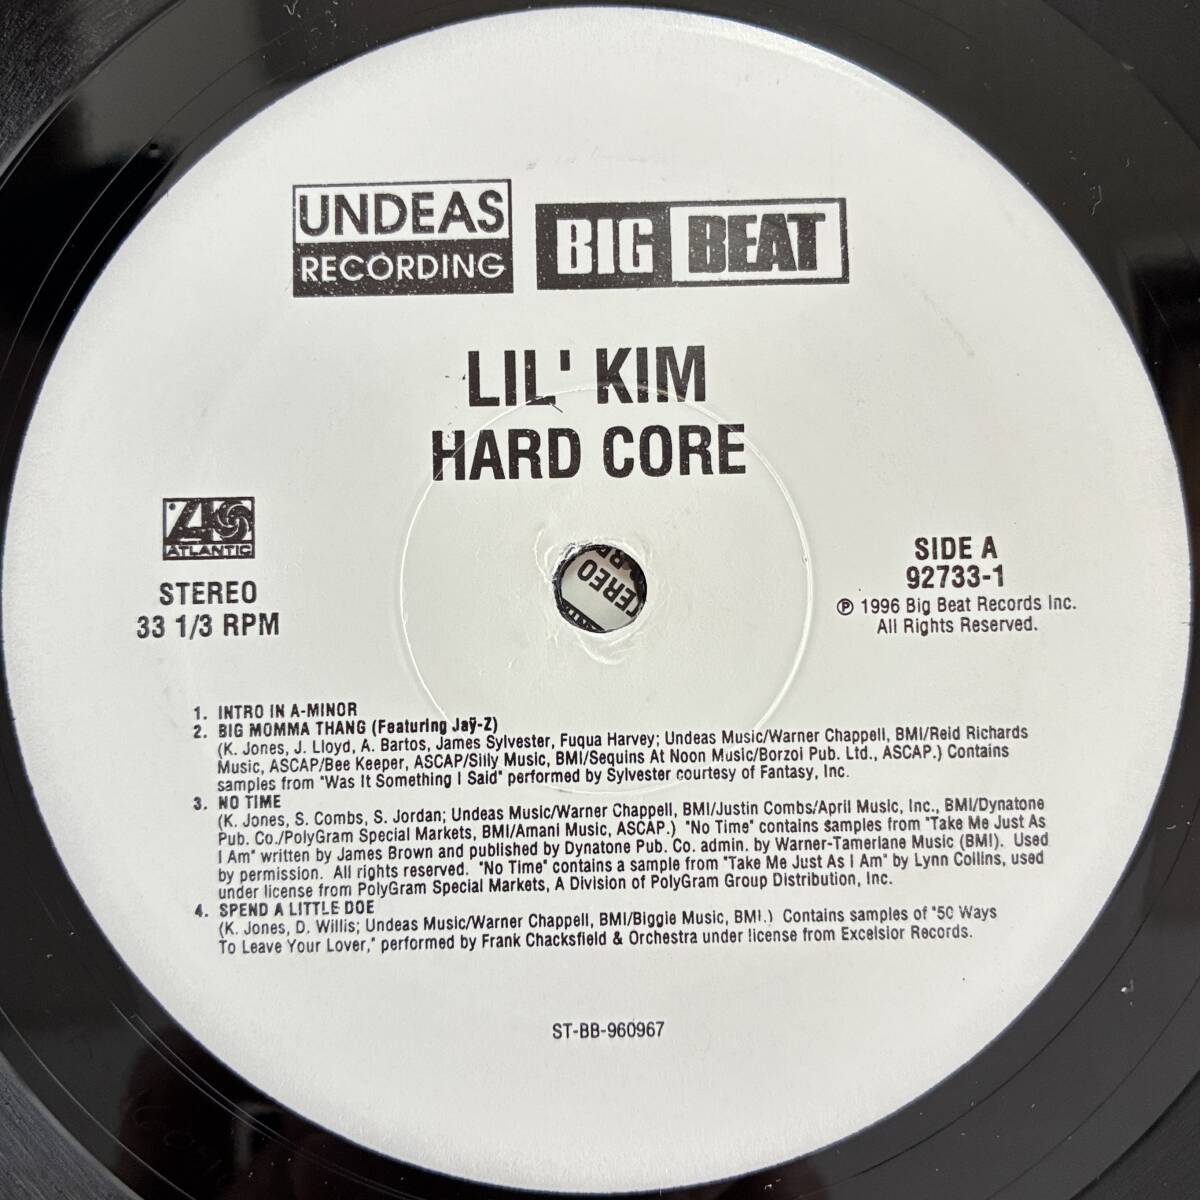 UNDEAS
RECORDING
BIG BEAT
LIL' KIM
HARD CORE
ATLANTIC
STEREO
33 1/3 RPM
SIDE A
92733-1
℗ 1996 Big Beat Records Inc.
All Rights Reserved.
EREO
1. INTRO IN A-MINOR
2. BIG MOMMA THANG (Featuring Jaÿ-Z)
(K. Jones, J. Lloyd, A. Bartos, James Sylvester, Fuqua Harvey; Undeas Music/Warner Chappell, BMI/Reid Richards
Music, ASCAP/Bee Keeper, ASCAP/Silly Music, BMI/Sequins At Noon Music/Borzoi Pub. Ltd., ASCAP.) Contains
samples from "Was It Something I Said" performed by Sylvester courtesy of Fantasy, Inc.
3. NO TIME
(K. Jones, S. Combs, S. Jordan; Undeas Music/Warner Chappell, BMI/Justin Combs/April Music, Inc., BMI/Dynatone
Pub. Co./PolyGram Special Markets, BMI/Amani Music, ASCAP.) "No Time" contains samples from "Take Me Just As
I Am" written by James Brown and published by Dynatone Pub. Co. admin. by Warner-Tamerlane Music (BMI). Used
by permission. All rights reserved. "No Time" contains a sample from "Take Me Just As I Am" by Lynn Collins, used
under license from PolyGram Special Markets, A Division of PolyGram Group Distribution, Inc.
4. SPEND A LITTLE DOE
(K. Jones, D. Willis; Undeas Music/Warner Chappell, BMI/Biggie Music, BMI.) Contains samples of "50 Ways
To Leave Your Lover," performed by Frank Chacksfield & Orchestra under license from Excelsior Records.
ST-BB-960967